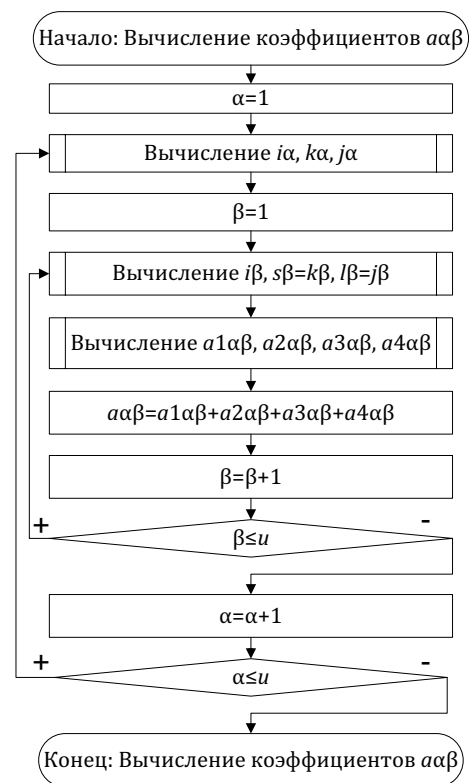 Начало: Вычисление коэффициентов aαβ
α=1
Вычисление iα, kα, jα
β=1
Вычисление iβ, sβ=kβ, lβ=jβ
Вычисление a1αβ, a2αβ, a3αβ, a4αβ
aαβ=a1αβ+a2αβ+a3αβ+a4αβ
β=β+1
+ -
β≤u
α=α+1
+ -
α≤u
Конец: Вычисление коэффициентов aαβ